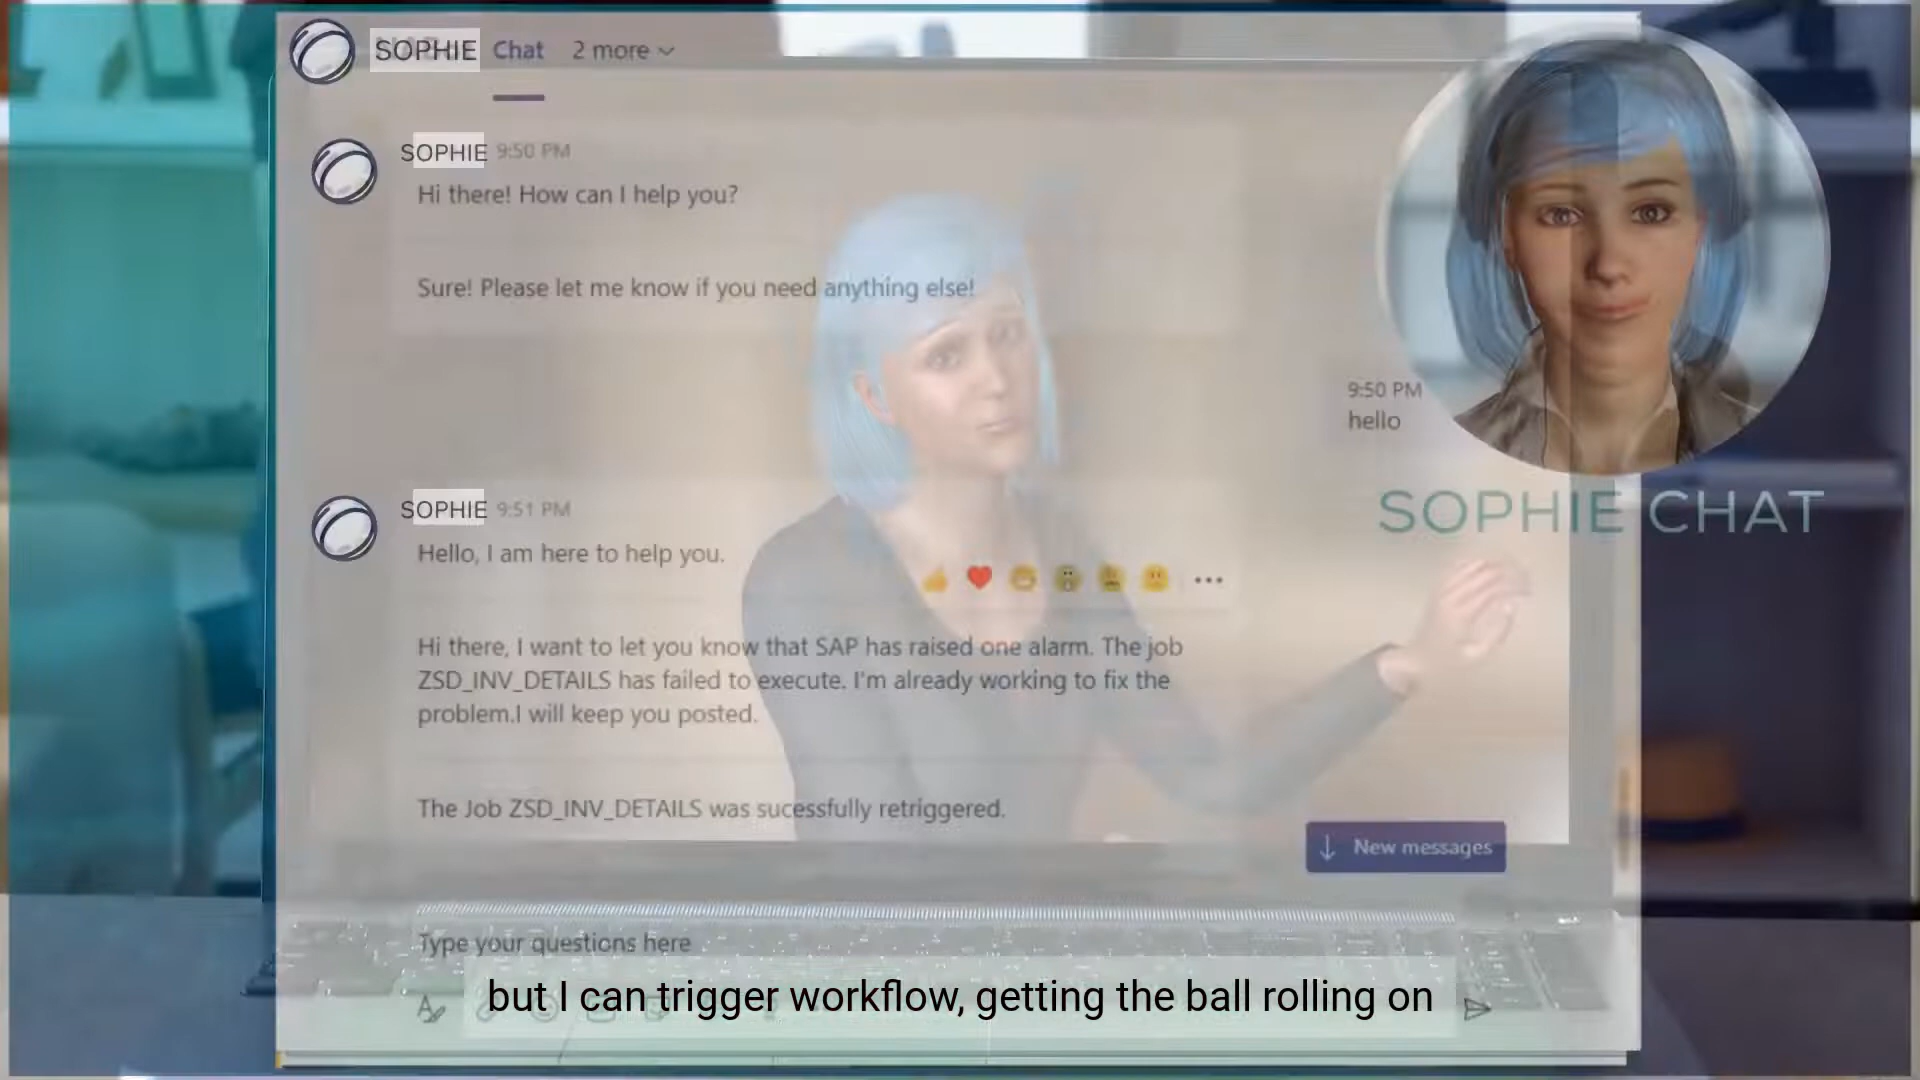 SOPHIE Chat 2 more
SOPHIE 9:50 PM
Hi there! How can I help you?
Sure! Please let me know if you need anything else!
9:50 PM
hello
SOPHIE CHAT
SOPHIE 9:51 PM
Hello, I am here to help you.
Hi there, I want to let you know that SAP has raised one alarm. The job
ZSD_INV_DETAILS has failed to execute. I'm already working to fix the
problem.I will keep you posted.
The Job ZSD_INV_DETAILS was sucessfully retriggered.
New messages
Type your questions here
but I can trigger workflow, getting the ball rolling on